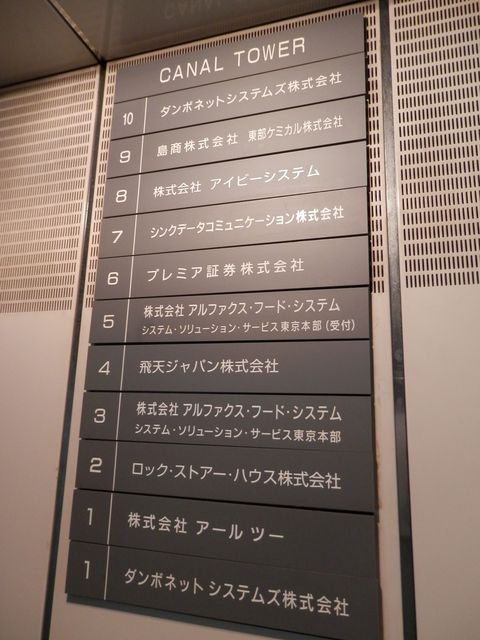 CANAL TOWER
10 ダンボネットシステムズ株式会社
9 島商株式会社 東部ケミカル株式会社
8 株式会社 アイビーシステム
7 シンクデータコミュニケーション株式会社
6 プレミア証券株式会社
5 株式会社 アルファクス・フード・システム
システム・ソリューション・サービス東京本部(受付)
4 飛天ジャパン株式会社
3 株式会社 アルファクス・フード・システム
システム・ソリューション・サービス東京本部
2 ロック・ストアー・ハウス株式会社
1 株式会社 アール ツー
1 ダンボネット システムズ株式会社